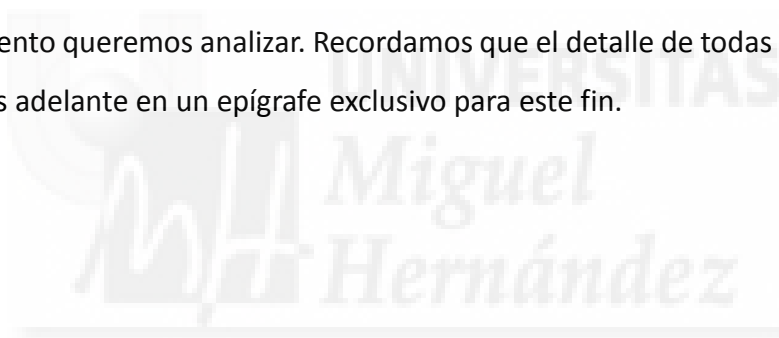 ento queremos analizar. Recordamos que el detalle de todas
s adelante en un epígrafe exclusivo para este fin.
UNIVERSITAS
Miguel
Hernández